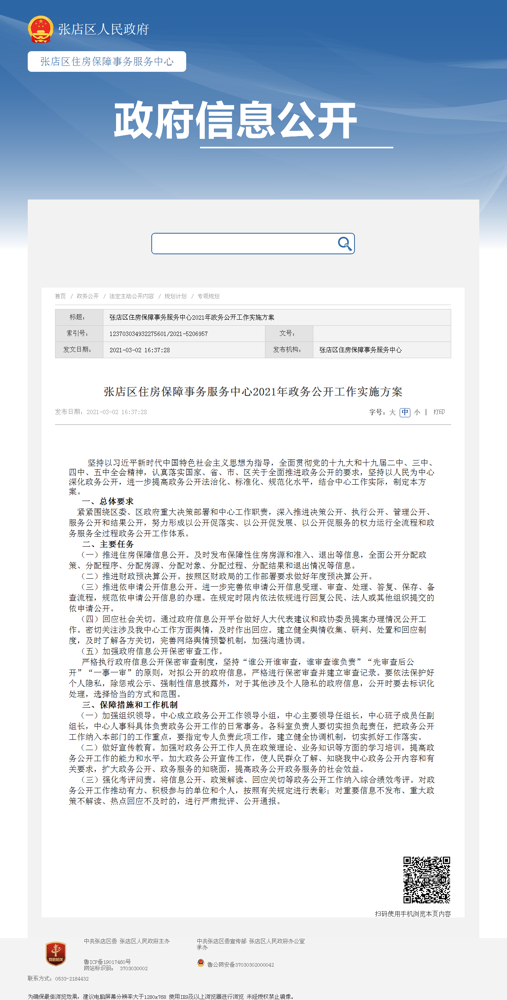 张店区人民政府
张店区住房保障事务服务中心
政府信息公开
首页 / 政务公开 / 法定主动公开内容 / 规划计划 / 专项规划
标题： 张店区住房保障事务服务中心2021年政务公开工作实施方案
索引号： 123703034932275601/2021-5206957 文号：
发文日期： 2021-03-02 16:37:28 发布机构： 张店区住房保障事务服务中心
张店区住房保障事务服务中心2021年政务公开工作实施方案
发布日期：2021-03-02 16:37:28 字号：大 中 小 | 打印
坚持以习近平新时代中国特色社会主义思想为指导，全面贯彻党的十九大和十九届二中、三中、
四中、五中全会精神，认真落实国家、省、市、区关于全面推进政务公开的要求，坚持以人民为中心
深化政务公开，进一步提高政务公开法治化、标准化、规范化水平，结合中心工作实际，制定本方
案。
一、总体要求
紧紧围绕区委、区政府重大决策部署和中心工作职责，深入推进决策公开、执行公开、管理公开、
服务公开和结果公开，努力形成以公开促落实、以公开促发展、以公开促服务的权力运行全流程和政
务服务全过程政务公开工作体系。
二、主要任务
（一）推进住房保障信息公开。及时发布保障性住房房源和准入、退出等信息，全面公开分配政
策、分配程序、分配房源、分配对象、分配过程、分配结果和退出情况等信息。
（二）推进财政预决算公开。按照区财政局的工作部署要求做好年度预决算公开。
（三）推进依申请公开信息公开。进一步完善依申请公开信息受理、审查、处理、答复、保存、备
查流程，规范依申请公开信息的办理。在规定时限内依法依规进行回复公民、法人或其他组织提交的
依申请公开。
（四）回应社会关切。通过政府信息公开平台做好人大代表建议和政协委员提案办理情况公开工
作。密切关注涉及我中心工作方面舆情，及时作出回应。建立健全舆情收集、研判、处置和回应制
度，及时了解各方关切，完善网络舆情预警机制，加强沟通协调。
（五）加强政府信息公开保密审查工作。
严格执行政府信息公开保密审查制度，坚持“谁公开谁审查，谁审查谁负责”“先审查后公
开”“一事一审”的原则，对拟公开的政府信息，严格进行保密审查并建立审查记录。要依法保护好
个人隐私，除惩戒公示、强制性信息披露外，对于其他涉及个人隐私的政府信息，公开时要去标识化
处理，选择恰当的方式和范围。
三、保障措施和工作机制
（一）加强组织领导。中心成立政务公开工作领导小组，中心主要领导任组长，中心班子成员任副
组长，中心人事科具体负责政务公开工作的日常事务。各科室负责人要切实担负起责任，把政务公开
工作纳入本部门的工作重点，要指定专人负责此项工作，建立健全协调机制，切实抓好工作落实。
（二）做好宣传教育。加强对政务公开工作人员在政策理论、业务知识等方面的学习培训，提高政
务公开工作的能力和水平。加大政务公开宣传工作，使人民群众了解、知晓我中心政务公开内容和有
关要求，扩大政务公开、政务服务的知晓面，提高政务公开政务服务的社会效益。
（三）强化考评问责。将信息公开、政策解读、回应关切等政务公开工作纳入综合绩效考评。对政
务公开工作推动有力、积极参与的单位和个人，按照有关规定进行表彰；对重要信息不发布、重大政
策不解读、热点回应不及时的，进行严肃批评、公开通报。
扫码使用手机浏览本页内容
党政机关
中共张店区委 张店区人民政府主办
中共张店区委宣传部 张店区人民政府办公室
承办
鲁ICP备19017460号
网站标识码： 3703030002
鲁公网安备37030302000042
联系方式：0533-2184432
为确保最佳浏览效果，建议电脑屏幕分辨率大于1280x768 使用IE9及以上浏览器进行浏览 未经授权禁止镜像。